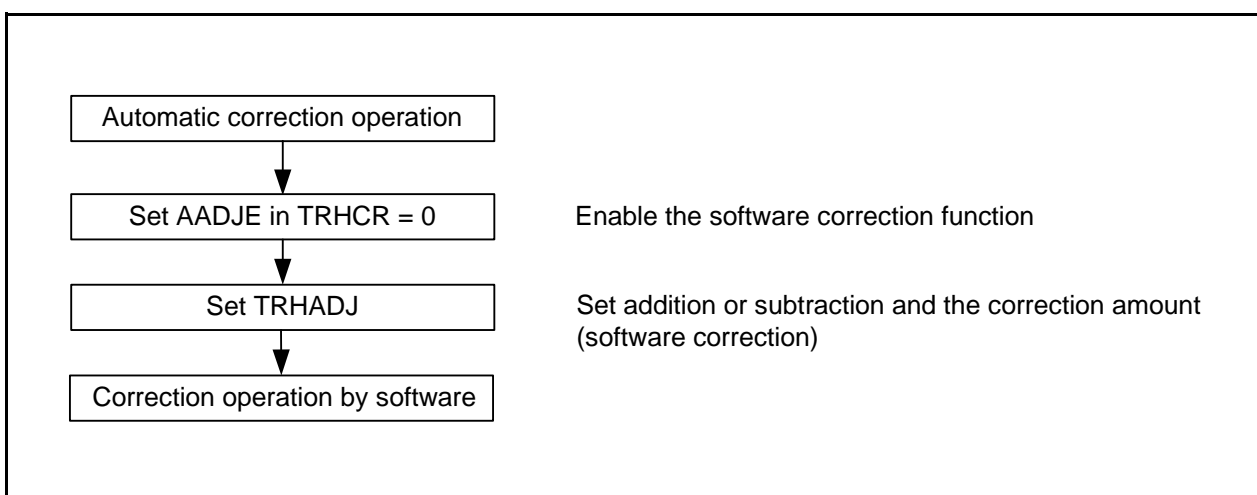 Automatic correction operation
Set AADJE in TRHCR = 0
Enable the software correction function
Set TRHADJ
Set addition or subtraction and the correction amount
(software correction)
Correction operation by software